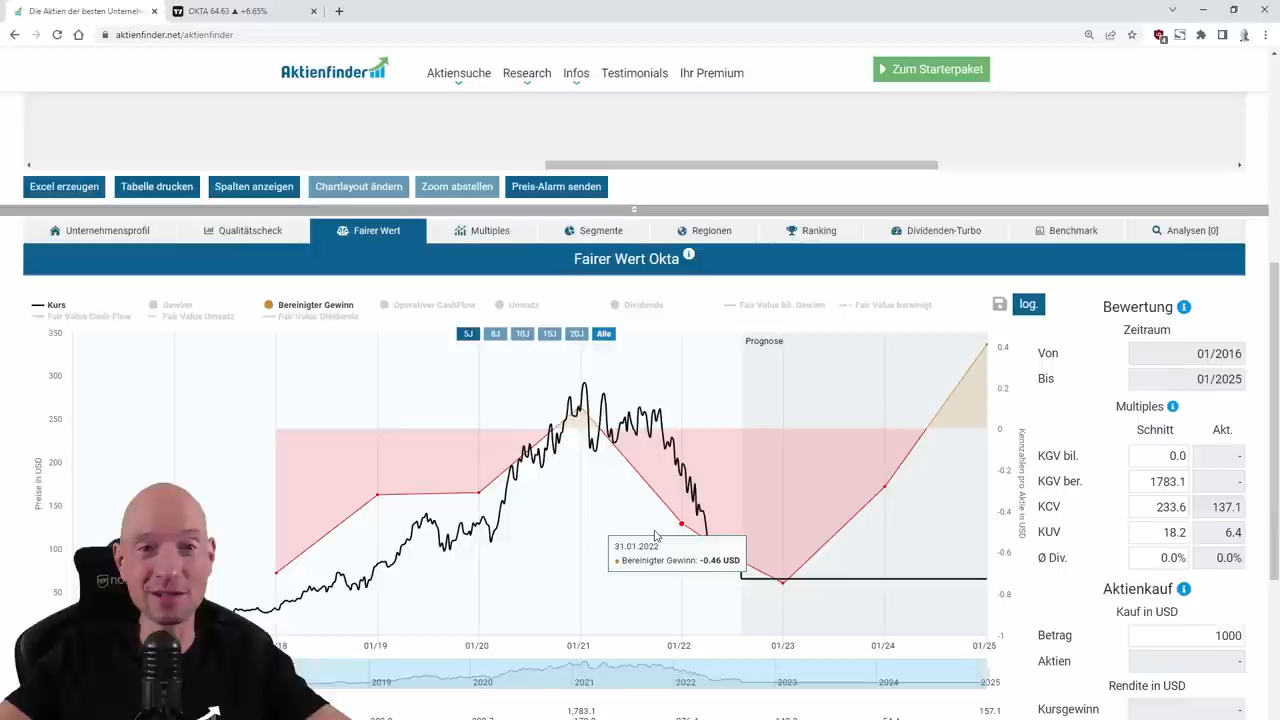 Die Aktien der besten Unterneh
OKTA 64.63 ▲ +6.65%
aktienfinder.net/aktienfinder
Aktienfinder
Aktiensuche
Research
Infos
Testimonials
Ihr Premium
Zum Starterpaket
Excel erzeugen
Tabelle drucken
Spalten anzeigen
Chartlayout ändern
Zoom abstellen
Preis-Alarm senden
Unternehmensprofil
Qualitätscheck
Fairer Wert
Multiples
Segmente
Regionen
Ranking
Dividenden-Turbo
Benchmark
Analysen [0]
Fairer Wert Okta
Kurs
Gewinn
Bereinigter Gewinn
Operativer CashFlow
Umsatz
Dividende
Fair Value bil. Gewinn
Fair Value bereinigt
Fair Value Cash-Flow
Fair Value Umsatz
Fair Value Dividende
log.
5J
8J
10J
15J
20J
Alle
Prognose
350
300
250
200
150
100
50
Preise in USD
0.4
0.2
0
-0.2
-0.4
-0.6
-0.8
-1
Kennzahlen pro Aktie in USD
31.01.2022
Bereinigter Gewinn: -0.46 USD
/18
01/19
01/20
01/21
01/22
01/23
01/24
01/25
2019
2020
2021
2022
2023
2024
2025
1,783.1
157.1
Bewertung
Zeitraum
Von 01/2016
Bis 01/2025
Multiples
Schnitt Akt.
KGV bil. 0.0 -
KGV ber. 1783.1 -
KCV 233.6 137.1
KUV 18.2 6.4
Ø Div. 0.0% 0.0%
Aktienkauf
Kauf in USD
Betrag 1000
Aktien -
Rendite in USD
Kursgewinn -